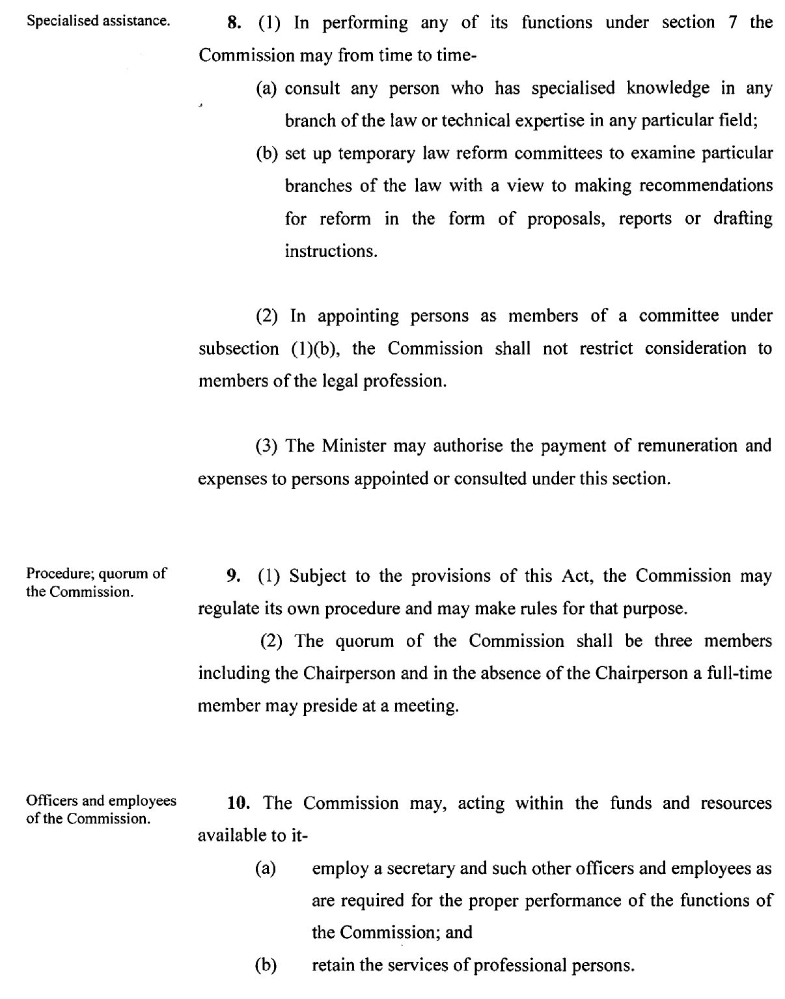 Specialised assistance.
8. (1) In performing any of its functions under section 7 the
Commission may from time to time-
(a) consult any person who has specialised knowledge in any
branch of the law or technical expertise in any particular field;
(b) set up temporary law reform committees to examine particular
branches of the law with a view to making recommendations
for reform in the form of proposals, reports or drafting
instructions.
(2) In appointing persons as members of a committee under
subsection (1)(b), the Commission shall not restrict consideration to
members of the legal profession.
(3) The Minister may authorise the payment of remuneration and
expenses to persons appointed or consulted under this section.
Procedure; quorum of
the Commission.
9. (1) Subject to the provisions of this Act, the Commission may
regulate its own procedure and may make rules for that purpose.
(2) The quorum of the Commission shall be three members
including the Chairperson and in the absence of the Chairperson a full-time
member may preside at a meeting.
Officers and employees
of the Commission.
10. The Commission may, acting within the funds and resources
available to it-
(a) employ a secretary and such other officers and employees as
are required for the proper performance of the functions of
the Commission; and
(b) retain the services of professional persons.